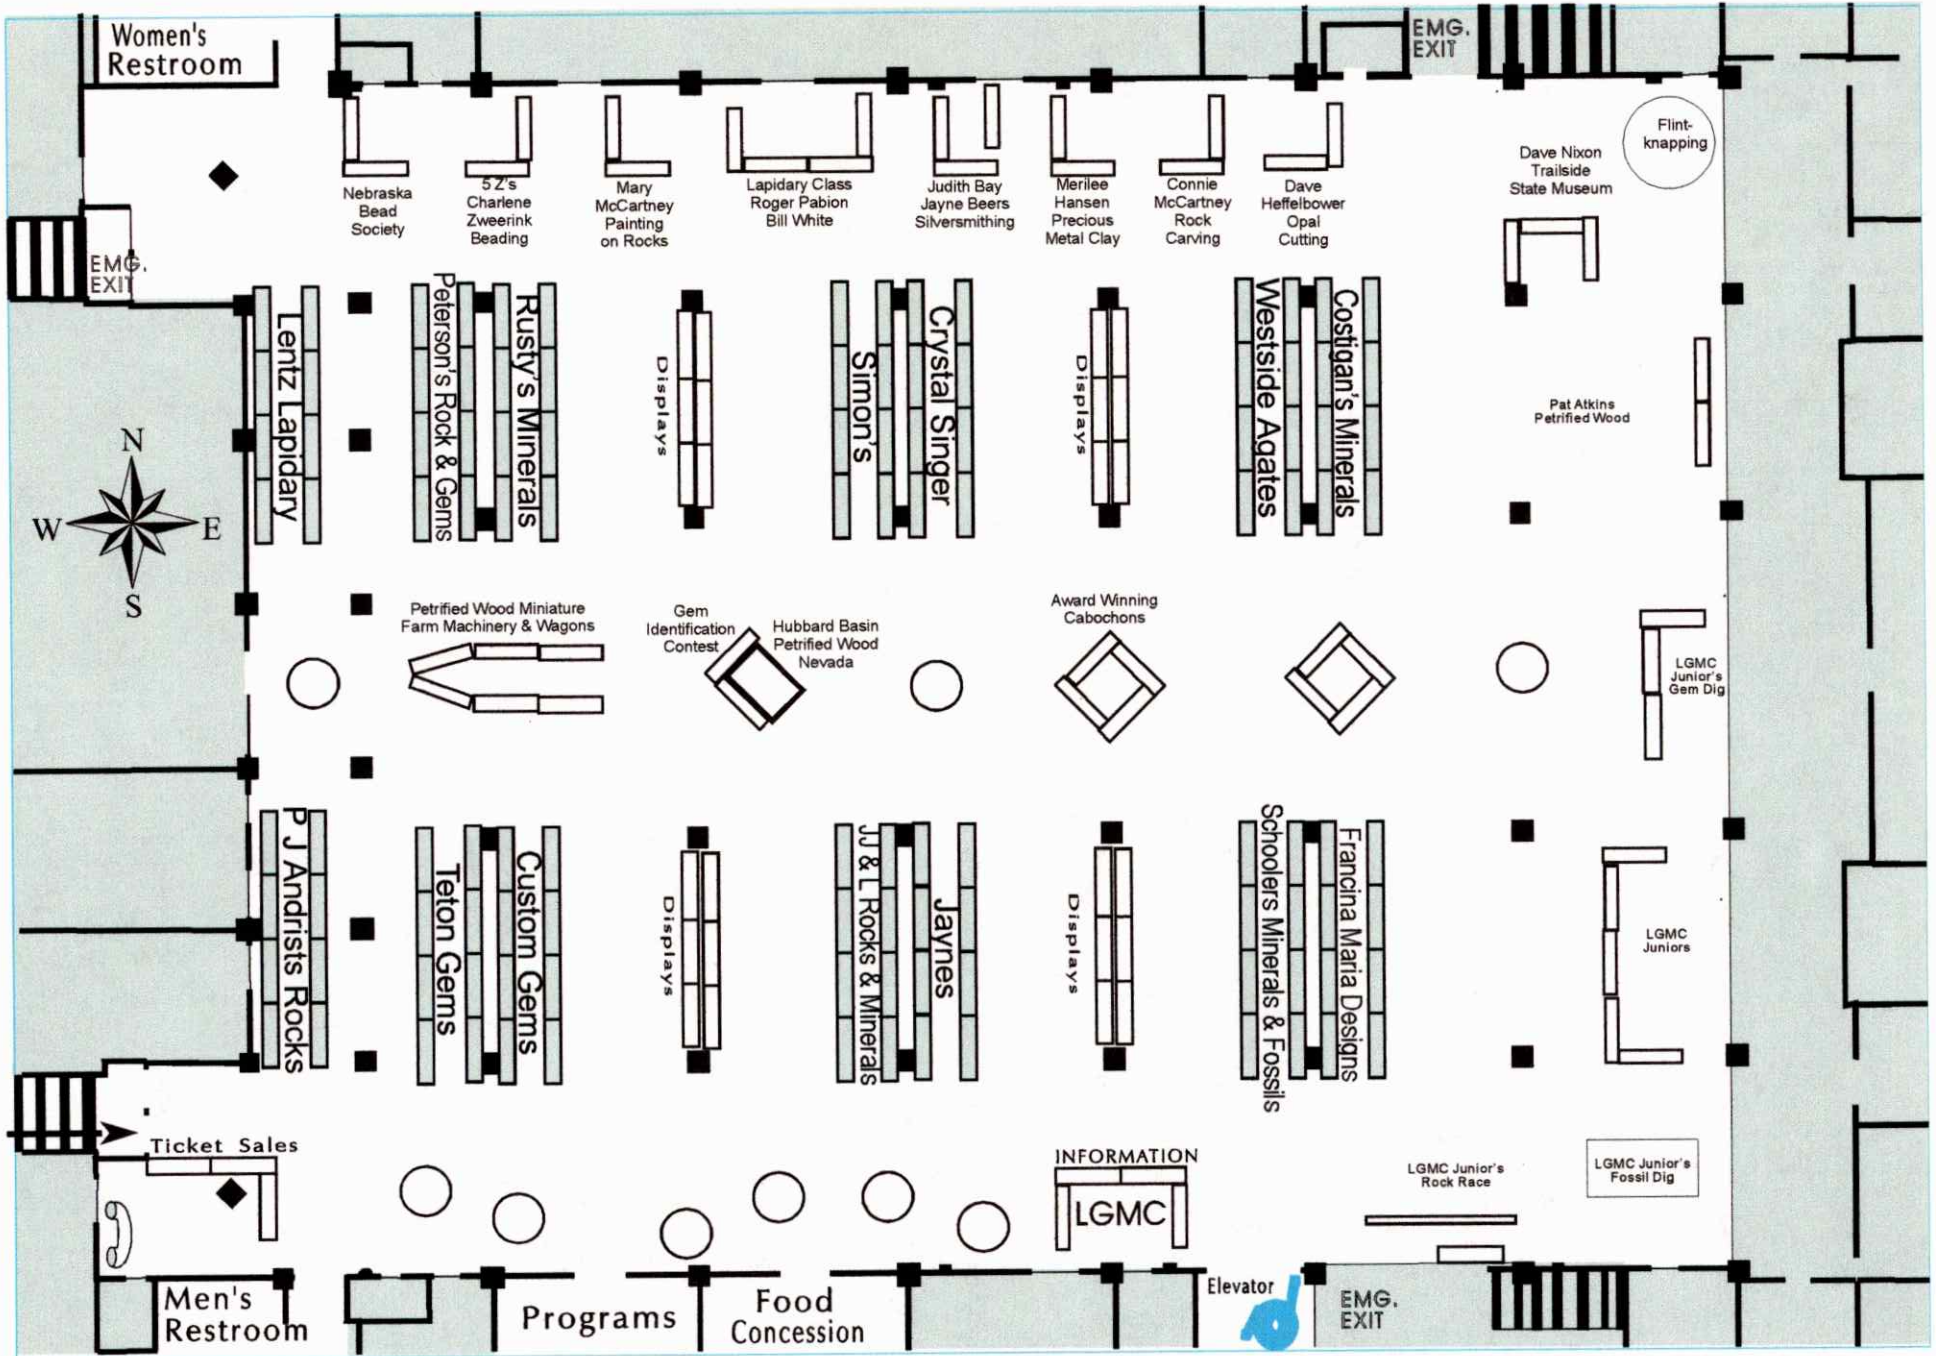 Women's
Restroom
EMG.
EXIT
Flint-
knapping
Dave Nixon
Trailside
State Museum
Nebraska
Bead
Society
5 Z's
Charlene
Zweerink
Beading
Mary
McCartney
Painting
on Rocks
Lapidary Class
Roger Pabion
Bill White
Judith Bay
Jayne Beers
Silversmithing
Merilee
Hansen
Precious
Metal Clay
Connie
McCartney
Rock
Carving
Dave
Heffelbower
Opal
Cutting
EMG.
EXIT
Lentz Lapidary
Peterson's Rock & Gems
Rusty's Minerals
Displays
Simon's
Crystal Singer
Displays
Westside Agates
Costigan's Minerals
Pat Atkins
Petrified Wood
N
W
E
S
Petrified Wood Miniature
Farm Machinery & Wagons
Gem
Identification
Contest
Hubbard Basin
Petrified Wood
Nevada
Award Winning
Cabochons
LGMC
Junior's
Gem Dig
P J Andrists Rocks
Teton Gems
Custom Gems
Displays
JJ & L Rocks & Minerals
Jaynes
Displays
Schoolers Minerals & Fossils
Francina Maria Designs
LGMC
Juniors
Ticket Sales
INFORMATION
LGMC
LGMC Junior's
Rock Race
LGMC Junior's
Fossil Dig
Men's
Restroom
Programs
Food
Concession
Elevator
EMG.
EXIT